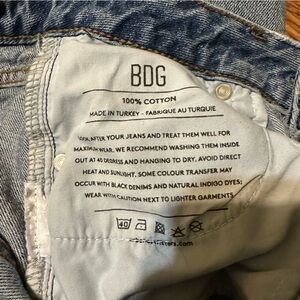 BDG
100% COTTON
MADE IN TURKEY - FABRIQUE AU TURQUIE
LOOK AFTER YOUR JEANS AND TREAT THEM WELL FOR
MAXIMUM WEAR. WE RECOMMEND WASHING THEM INSIDE
OUT AT 40 DEGREES AND HANGING TO DRY. AVOID DIRECT
HEAT AND SUNLIGHT. SOME COLOUR TRANSFER MAY
OCCUR WITH BLACK DENIMS AND NATURAL INDIGO DYES;
WEAR WITH CAUTION NEXT TO LIGHTER GARMENTS
40